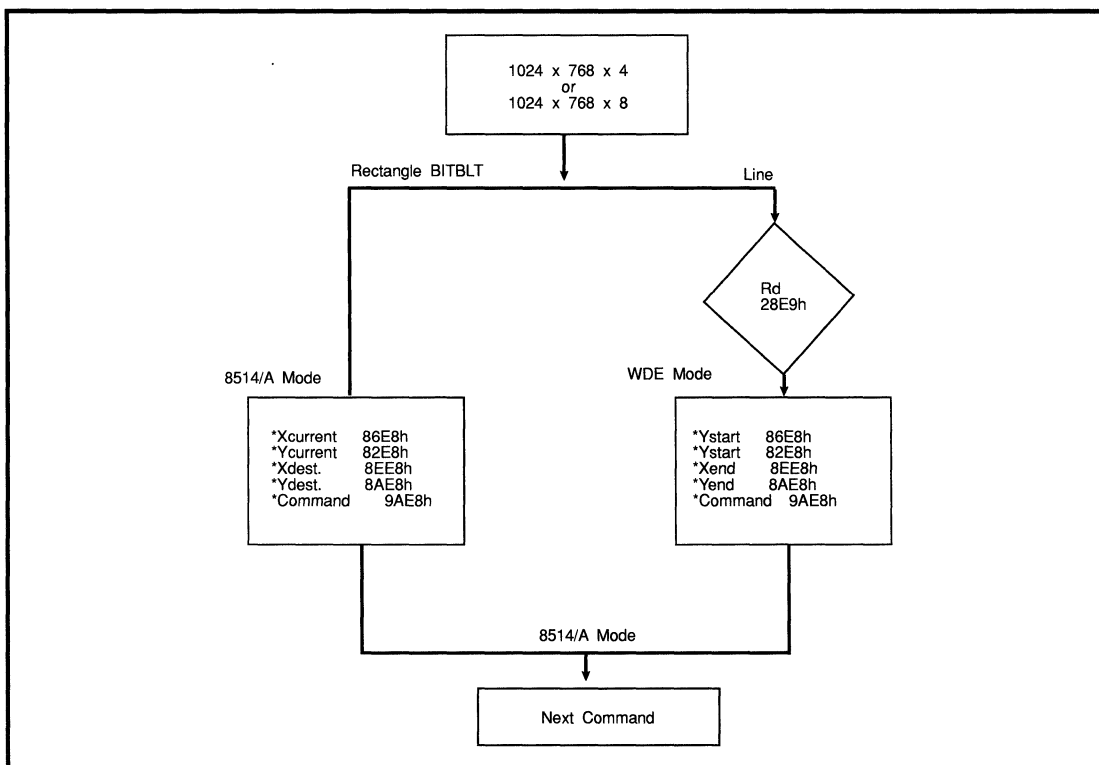 1024 x 768 x 4
or
1024 x 768 x 8
Rectangle BITBLT
Line
Rd
28E9h
8514/A Mode
WDE Mode
*Xcurrent 86E8h
*Ycurrent 82E8h
*Xdest. 8EE8h
*Ydest. 8AE8h
*Command 9AE8h
*Ystart 86E8h
*Ystart 82E8h
*Xend 8EE8h
*Yend 8AE8h
*Command 9AE8h
8514/A Mode
Next Command